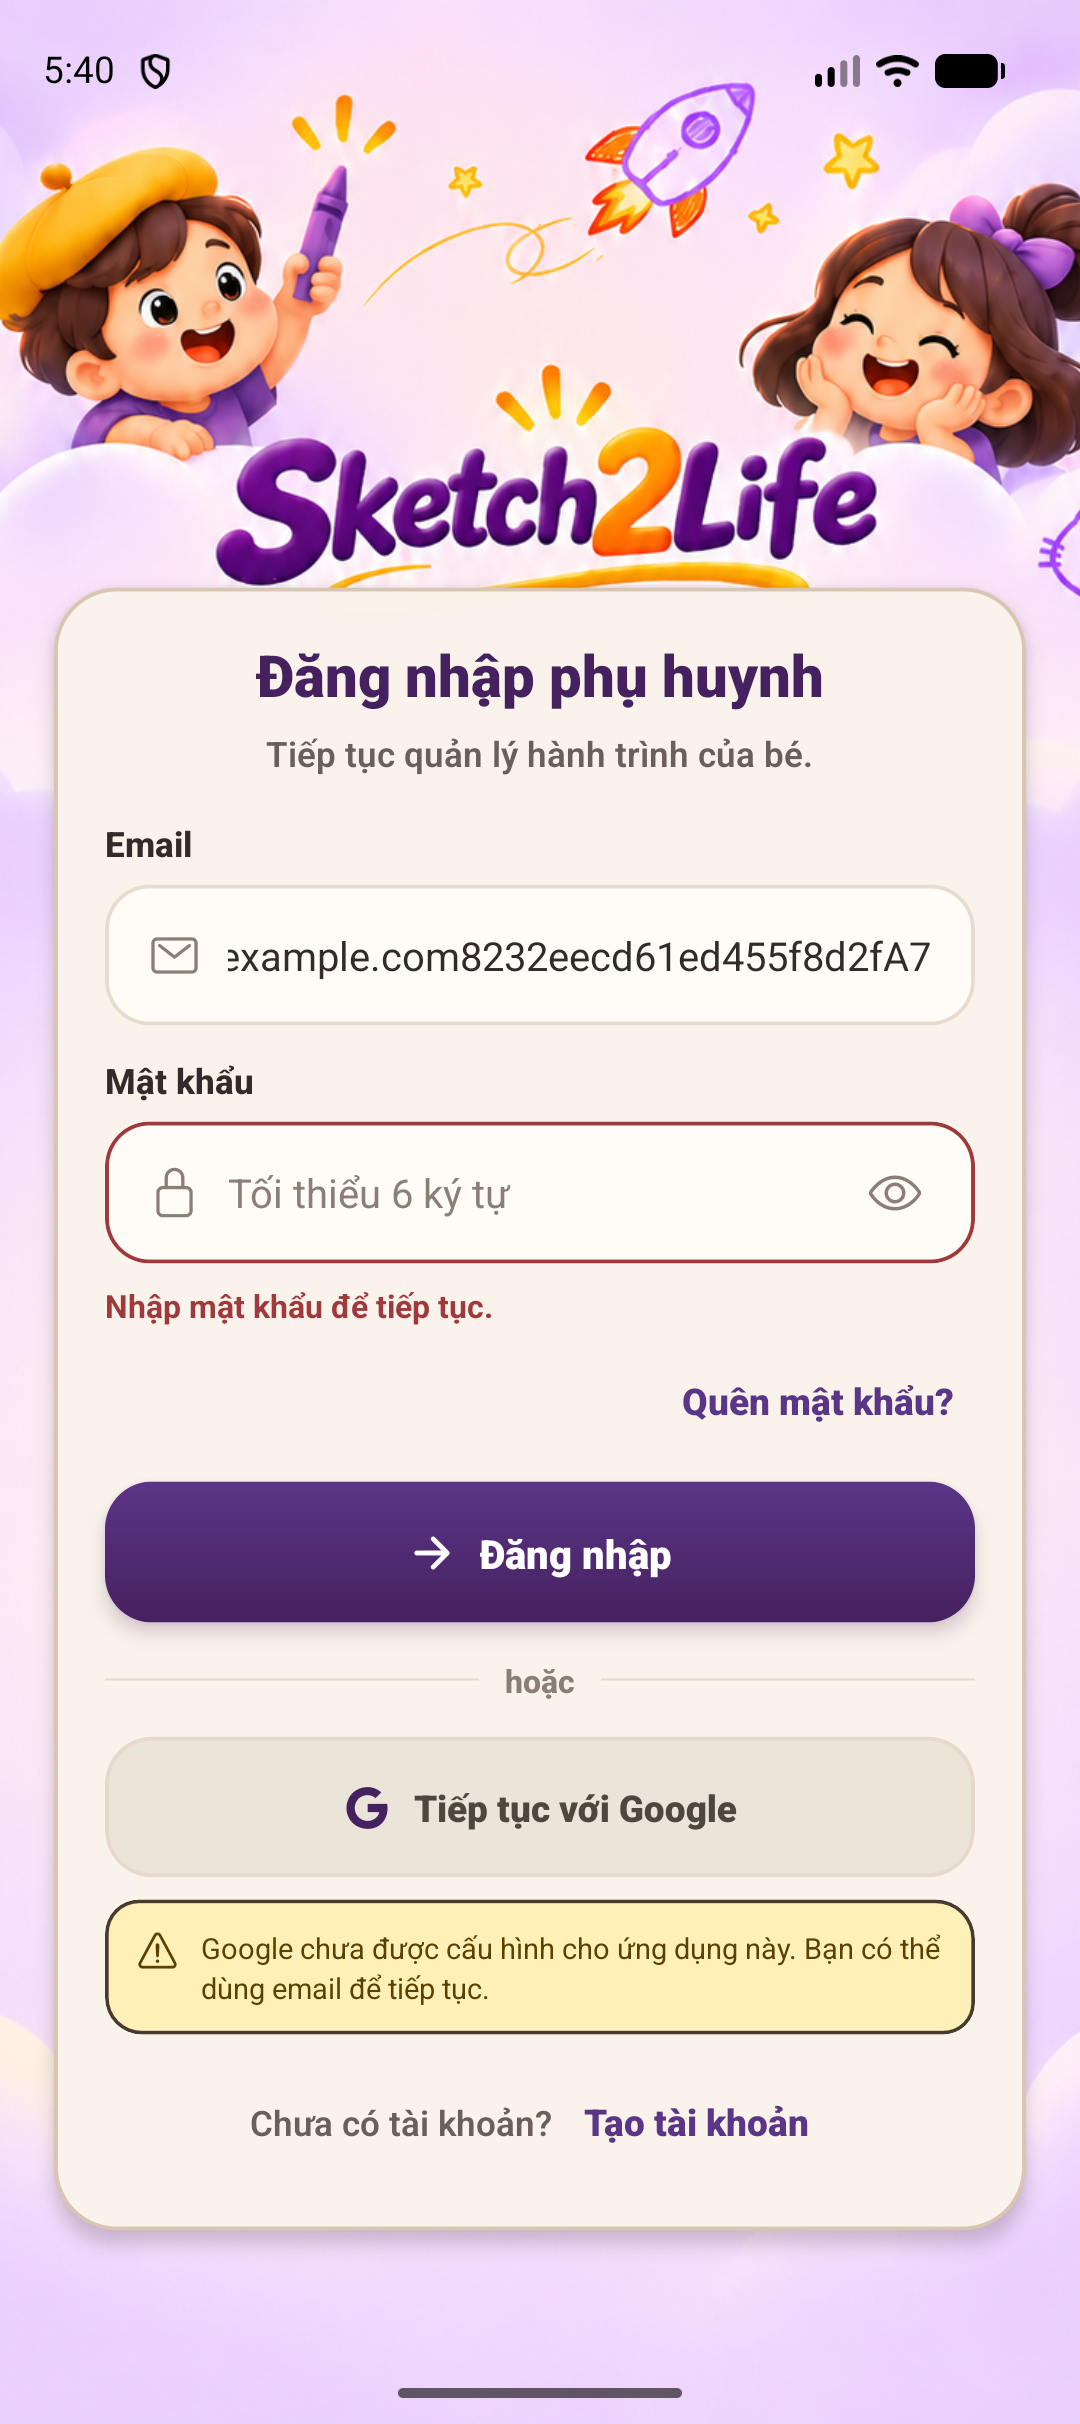 5:40
Sketch2Life
Đăng nhập phụ huynh
Tiếp tục quản lý hành trình của bé.
Email
example.com8232eecd61ed455f8d2fA7
Mật khẩu
Tối thiểu 6 ký tự
Nhập mật khẩu để tiếp tục.
Quên mật khẩu?
Đăng nhập
hoặc
Tiếp tục với Google
Google chưa được cấu hình cho ứng dụng này. Bạn có thể
dùng email để tiếp tục.
Chưa có tài khoản? Tạo tài khoản